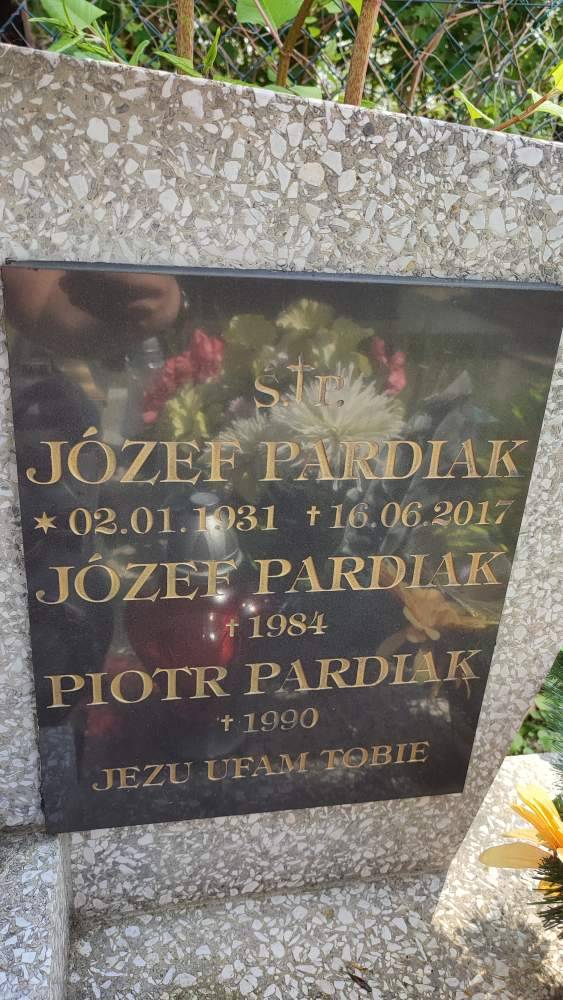 Ś.†P.
JÓZEF PARDIAK
* 02.01.1931 † 16.06.2017
JÓZEF PARDIAK
† 1984
PIOTR PARDIAK
† 1990
JEZU UFAM TOBIE